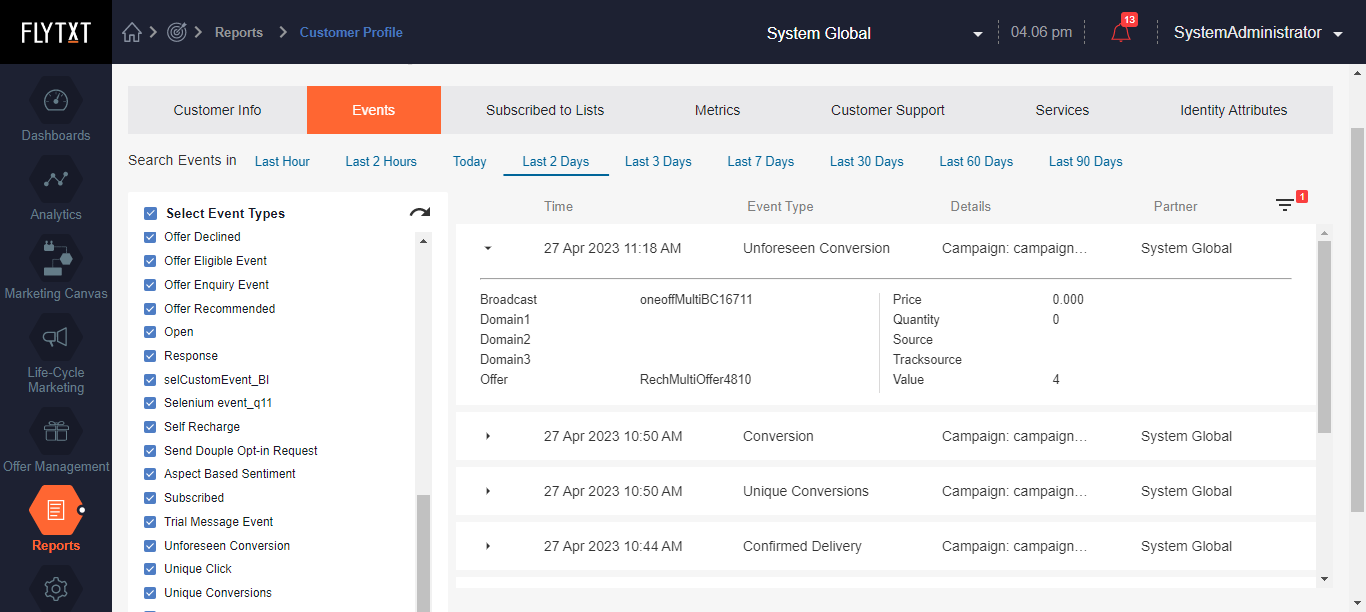 FLYTXT
Reports
Customer Profile
System Global
04.06 pm
13
SystemAdministrator
Dashboards
Analytics
Marketing Canvas
Life-Cycle
Marketing
Offer Management
Reports
Customer Info
Events
Subscribed to Lists
Metrics
Customer Support
Services
Identity Attributes
Search Events in
Last Hour
Last 2 Hours
Today
Last 2 Days
Last 3 Days
Last 7 Days
Last 30 Days
Last 60 Days
Last 90 Days
Select Event Types
Offer Declined
Offer Eligible Event
Offer Enquiry Event
Offer Recommended
Open
Response
selCustomEvent_BI
Selenium event_q11
Self Recharge
Send Douple Opt-in Request
Aspect Based Sentiment
Subscribed
Trial Message Event
Unforeseen Conversion
Unique Click
Unique Conversions
Time Event Type Details Partner
1
27 Apr 2023 11:18 AM Unforeseen Conversion Campaign: campaign... System Global
Broadcast oneoffMultiBC16711
Domain1
Domain2
Domain3
Offer RechMultiOffer4810
Price 0.000
Quantity 0
Source
Tracksource
Value 4
27 Apr 2023 10:50 AM Conversion Campaign: campaign... System Global
27 Apr 2023 10:50 AM Unique Conversions Campaign: campaign... System Global
27 Apr 2023 10:44 AM Confirmed Delivery Campaign: campaign... System Global